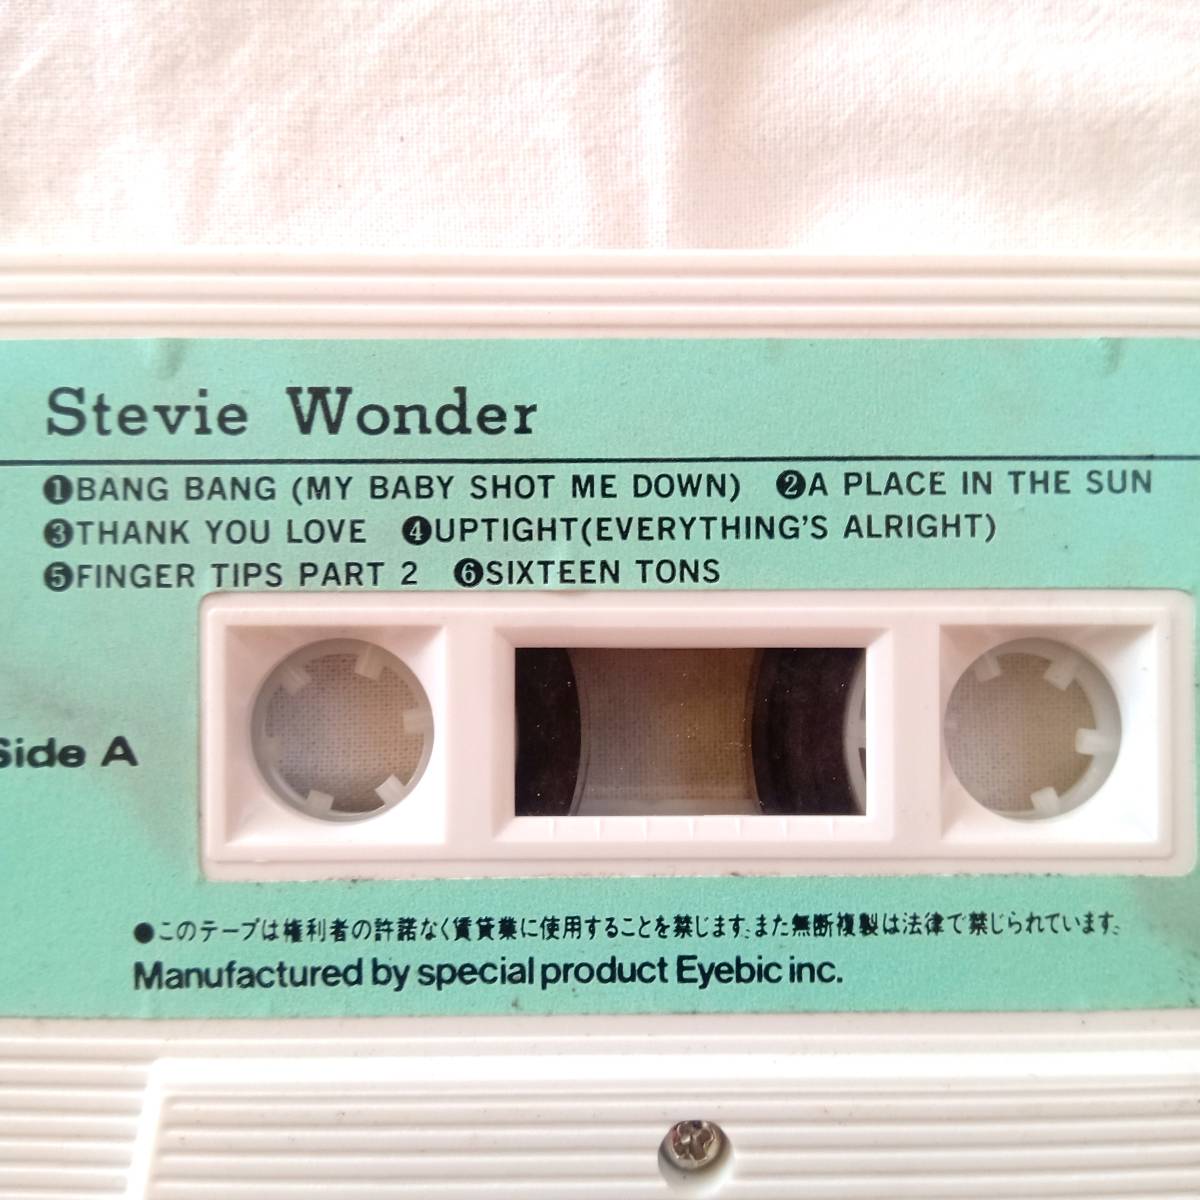 Stevie Wonder
❶BANG BANG (MY BABY SHOT ME DOWN) ❷A PLACE IN THE SUN
❸THANK YOU LOVE ❹UPTIGHT(EVERYTHING'S ALRIGHT)
❺FINGER TIPS PART 2 ❻SIXTEEN TONS
Side A
●このテープは権利者の許諾なく賃貸業に使用することを禁じます。また無断複製は法律で禁じられています。
Manufactured by special product Eyebic inc.